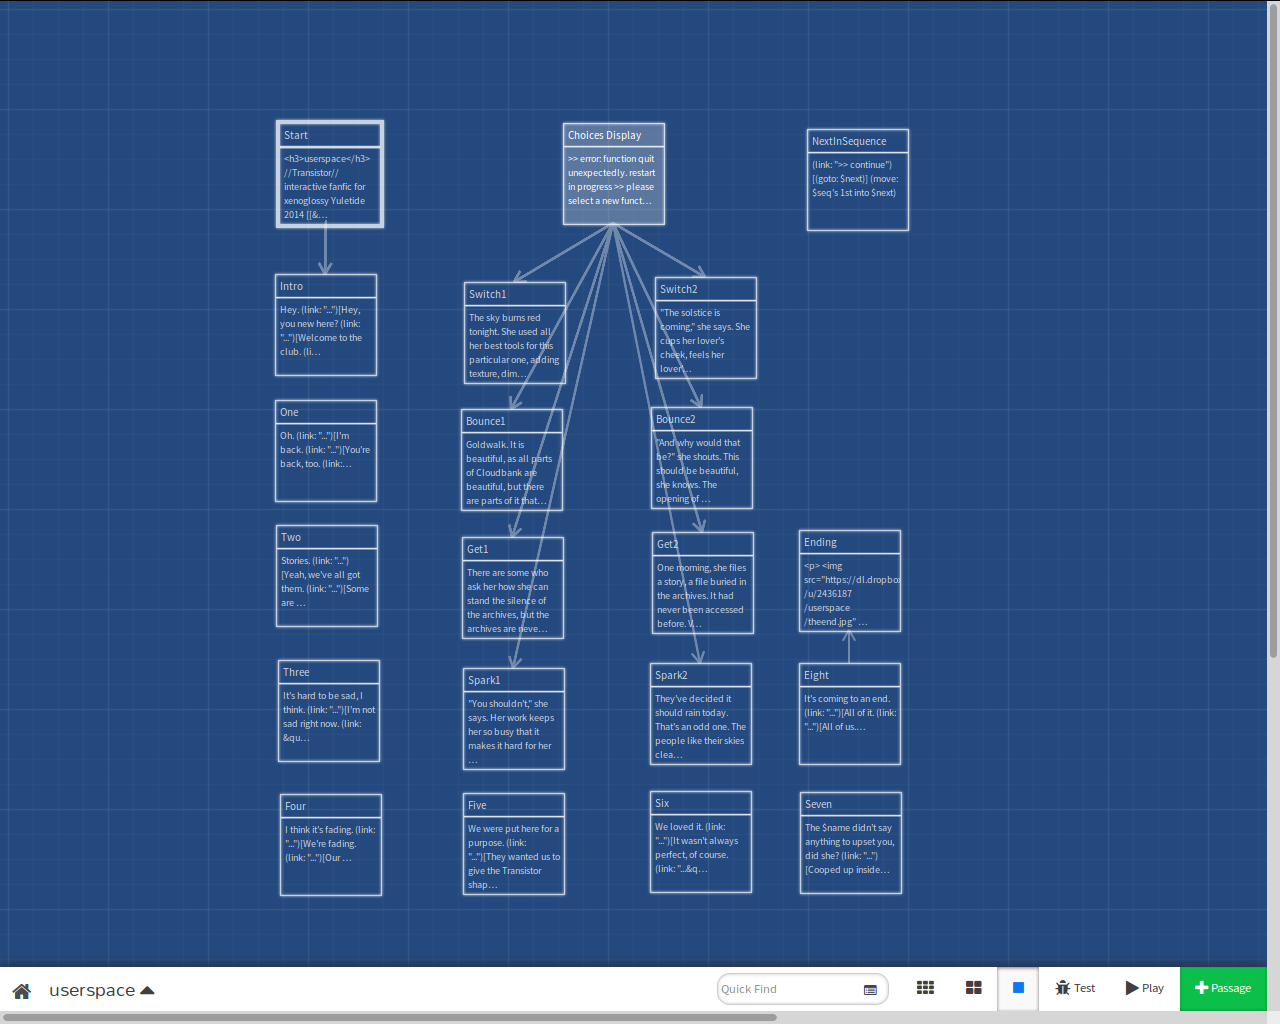 Start
<h3>userspace</h3>
//Transistor//
interactive fanfic for
xenoglossy Yuletide
2014 [[&...
Choices Display
>> error: function quit
unexpectedly. restart
in progress >> please
select a new funct...
NextInSequence
(link: ">> continue")
[(goto: $next)] (move:
$seq's 1st into $next)
Intro
Hey. (link: "...")[Hey,
you new here? (link:
"...")[Welcome to the
club. (li...
Switch1
The sky burns red
tonight. She used all
her best tools for this
particular one, adding
texture, dim...
Switch2
"The solstice is
coming," she says. She
cups her lover's
cheek, feels her
lover'...
One
Oh. (link: "...")[I'm
back. (link: "...")[You're
back, too. (link:...
Bounce1
Goldwalk. It is
beautiful, as all parts
of Cloudbank are
beautiful, but there
are parts of it that...
Bounce2
"And why would that
be?" she shouts. This
should be beautiful,
she knows. The
opening of ...
Two
Stories. (link: "...")
[Yeah, we've all got
them. (link: "...")[Some
are ...
Get1
There are some who
ask her how she can
stand the silence of
the archives, but the
archives are neve...
Get2
One morning, she files
a story, a file buried in
the archives. It had
never been accessed
before. V...
Ending
<p> <img
src="https://dl.dropbo
/u/2436187
/userspace
/theend.jpg" ...
Three
It's hard to be sad, I
think. (link: "...")[I'm not
sad right now. (link:
&qu...
Spark1
"You shouldn't," she
says. Her work keeps
her so busy that it
makes it hard for her
...
Spark2
They've decided it
should rain today.
That's an odd one. The
people like their skies
clea...
Eight
It's coming to an end.
(link: "...")[All of it. (link:
"...")[All of us....
Four
I think it's fading. (link:
"...")[We're fading.
(link: "...")[Our ...
Five
We were put here for a
purpose. (link:
"...")[They wanted us to
give the Transistor
shap...
Six
We loved it. (link:
"...")[It wasn't always
perfect, of course.
(link: "...&q...
Seven
The $name didn't say
anything to upset you,
did she? (link: "...")
[Cooped up inside...
userspace
Quick Find
Test
Play
Passage